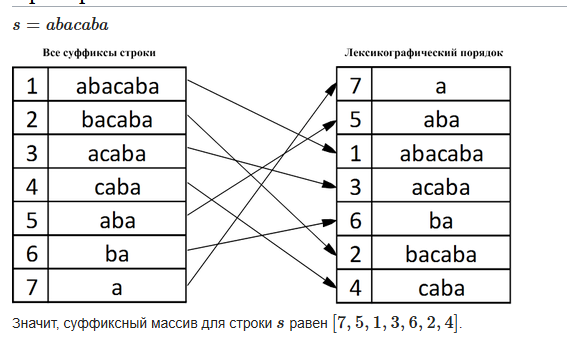 s = abacaba
Все суффиксы строки
Лексикографический порядок
1 abacaba
2 bacaba
3 acaba
4 caba
5 aba
6 ba
7 a
7 a
5 aba
1 abacaba
3 acaba
6 ba
2 bacaba
4 caba
Значит, суффиксный массив для строки s равен [7, 5, 1, 3, 6, 2, 4].